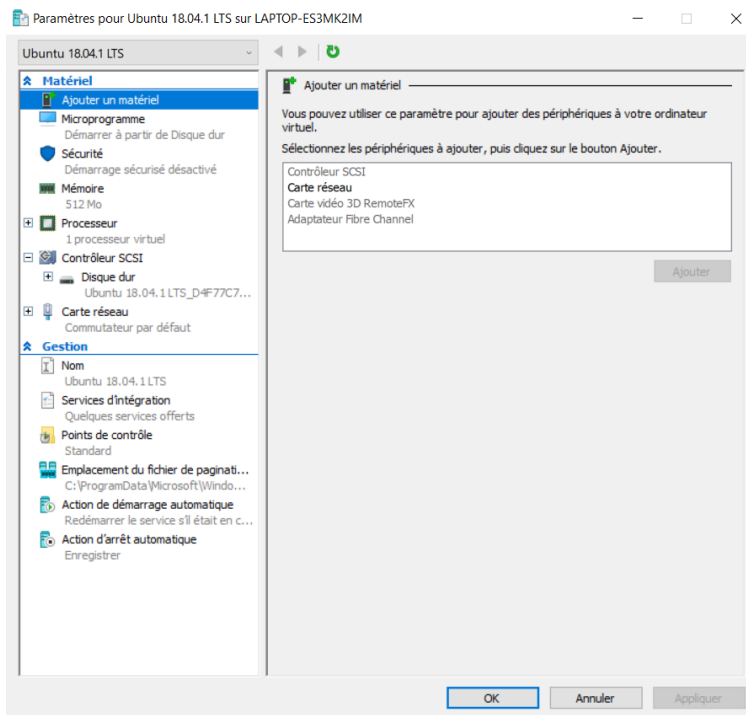 Paramètres pour Ubuntu 18.04.1 LTS sur LAPTOP-ES3MK2IM
Ubuntu 18.04.1 LTS
Matériel
Ajouter un matériel
Microprogramme
Démarrer à partir de Disque dur
Sécurité
Démarrage sécurisé désactivé
Mémoire
512 Mo
Processeur
1 processeur virtuel
Contrôleur SCSI
Disque dur
Ubuntu 18.04.1 LTS_D4F77C7...
Carte réseau
Commutateur par défaut
Gestion
Nom
Ubuntu 18.04.1 LTS
Services d'intégration
Quelques services offerts
Points de contrôle
Standard
Emplacement du fichier de paginati...
C:\ProgramData\Microsoft\Windo...
Action de démarrage automatique
Redémarrer le service s'il était en c...
Action d'arrêt automatique
Enregistrer
Ajouter un matériel
Vous pouvez utiliser ce paramètre pour ajouter des périphériques à votre ordinateur
virtuel.
Sélectionnez les périphériques à ajouter, puis cliquez sur le bouton Ajouter.
Contrôleur SCSI
Carte réseau
Carte vidéo 3D RemoteFX
Adaptateur Fibre Channel
Ajouter
OK
Annuler
Appliquer